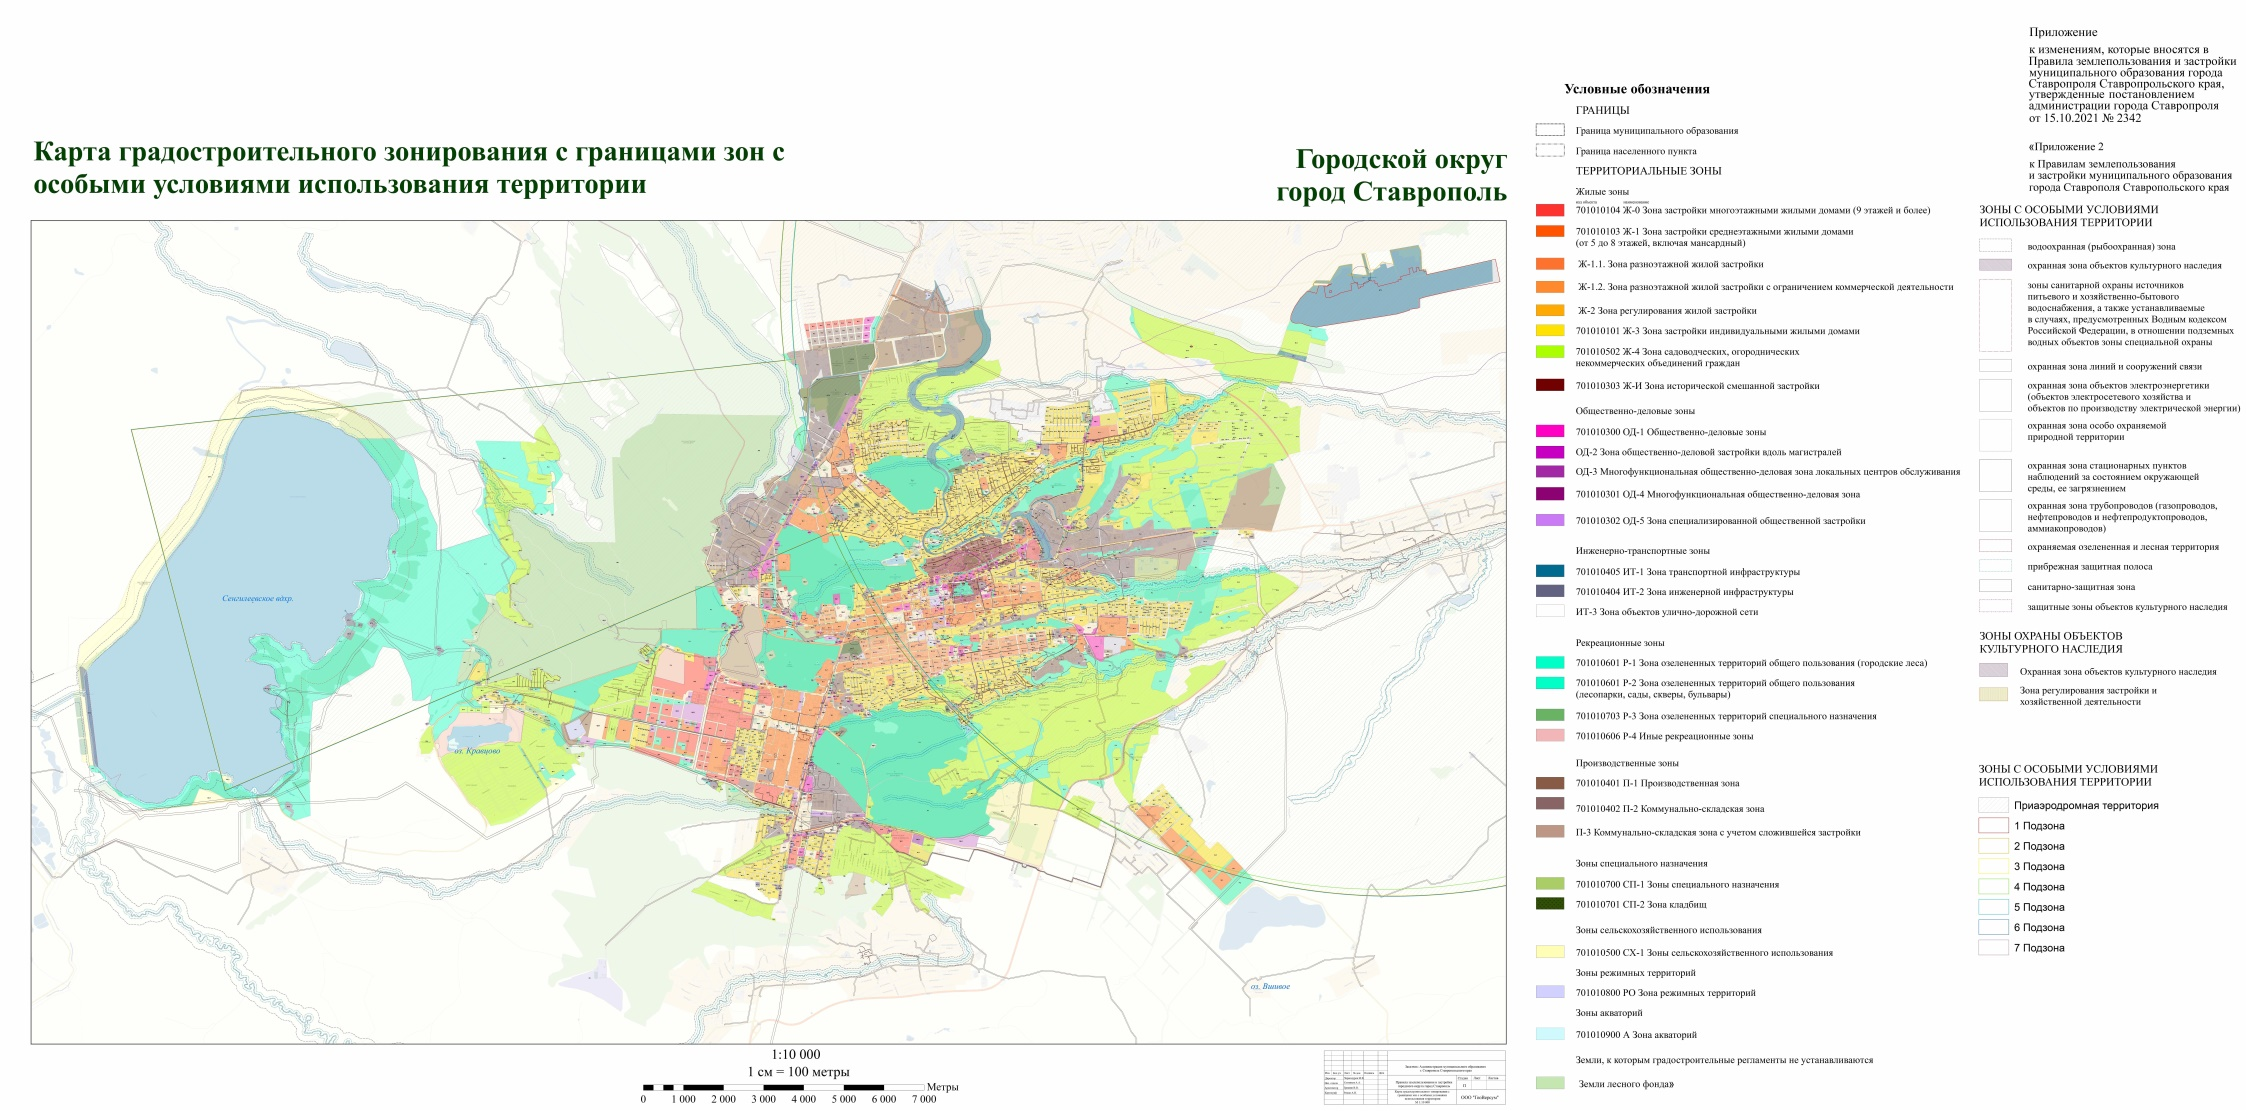 Приложение
к изменениям, которые вносятся в
Правила землепользования и застройки
муниципального образования города
Ставропроля Ставропрольского края,
утвержденные постановлением
администрации города Ставропроля
от 15.10.2021 № 2342
«Приложение 2
к Правилам землепользования
и застройки муниципального образования
города Ставрополя Ставропольского края
Карта градостроительного зонирования с границами зон с
особыми условиями использования территории
Городской округ
город Ставрополь
Сенгилеевское вдхр.
оз. Кравцово
оз. Вшивое
1:10 000
1 см = 100 метры
Метры
0 1 000 2 000 3 000 4 000 5 000 6 000 7 000
ООО "ГеоВерсум"
Условные обозначения
ГРАНИЦЫ
Граница муниципального образования
Граница населенного пункта
ТЕРРИТОРИАЛЬНЫЕ ЗОНЫ
Жилые зоны
701010104 Ж-0 Зона застройки многоэтажными жилыми домами (9 этажей и более)
701010103 Ж-1 Зона застройки среднеэтажными жилыми домами
(от 5 до 8 этажей, включая мансардный)
Ж-1.1. Зона разноэтажной жилой застройки
Ж-1.2. Зона разноэтажной жилой застройки с ограничением коммерческой деятельности
Ж-2 Зона регулирования жилой застройки
701010101 Ж-3 Зона застройки индивидуальными жилыми домами
701010502 Ж-4 Зона садоводческих, огороднических
некоммерческих объединений граждан
701010303 Ж-И Зона исторической смешанной застройки
Общественно-деловые зоны
701010300 ОД-1 Общественно-деловые зоны
ОД-2 Зона общественно-деловой застройки вдоль магистралей
ОД-3 Многофункциональная общественно-деловая зона локальных центров обслуживания
701010301 ОД-4 Многофункциональная общественно-деловая зона
701010302 ОД-5 Зона специализированной общественной застройки
Инженерно-транспортные зоны
701010405 ИТ-1 Зона транспортной инфраструктуры
701010404 ИТ-2 Зона инженерной инфраструктуры
ИТ-3 Зона объектов улично-дорожной сети
Рекреационные зоны
701010601 Р-1 Зона озелененных территорий общего пользования (городские леса)
701010601 Р-2 Зона озелененных территорий общего пользования
(лесопарки, сады, скверы, бульвары)
701010703 Р-3 Зона озелененных территорий специального назначения
701010606 Р-4 Иные рекреационные зоны
Производственные зоны
701010401 П-1 Производственная зона
701010402 П-2 Коммунально-складская зона
П-3 Коммунально-складская зона с учетом сложившейся застройки
Зоны специального назначения
701010700 СП-1 Зоны специального назначения
701010701 СП-2 Зона кладбищ
Зоны сельскохозяйственного использования
701010500 СХ-1 Зоны сельскохозяйственного использования
Зоны режимных территорий
701010800 РО Зона режимных территорий
Зоны акваторий
701010900 А Зона акваторий
Земли, к которым градостроительные регламенты не устанавливаются
Земли лесного фонда»
ЗОНЫ С ОСОБЫМИ УСЛОВИЯМИ
ИСПОЛЬЗОВАНИЯ ТЕРРИТОРИИ
водоохранная (рыбоохранная) зона
охранная зона объектов культурного наследия
зоны санитарной охраны источников
питьевого и хозяйственно-бытового
водоснабжения, а также устанавливаемые
в случаях, предусмотренных Водным кодексом
Российской Федерации, в отношении подземных
водных объектов зоны специальной охраны
охранная зона линий и сооружений связи
охранная зона объектов электроэнергетики
(объектов электросетевого хозяйства и
объектов по производству электрической энергии)
охранная зона особо охраняемой
природной территории
охранная зона стационарных пунктов
наблюдений за состоянием окружающей
среды, ее загрязнением
охранная зона трубопроводов (газопроводов,
нефтепроводов и нефтепродуктопроводов,
аммиакопроводов)
охраняемая озелененная и лесная территория
прибрежная защитная полоса
санитарно-защитная зона
защитные зоны объектов культурного наследия
ЗОНЫ ОХРАНЫ ОБЪЕКТОВ
КУЛЬТУРНОГО НАСЛЕДИЯ
Охранная зона объектов культурного наследия
Зона регулирования застройки и
хозяйственной деятельности
ЗОНЫ С ОСОБЫМИ УСЛОВИЯМИ
ИСПОЛЬЗОВАНИЯ ТЕРРИТОРИИ
Приаэродромная территория
1 Подзона
2 Подзона
3 Подзона
4 Подзона
5 Подзона
6 Подзона
7 Подзона